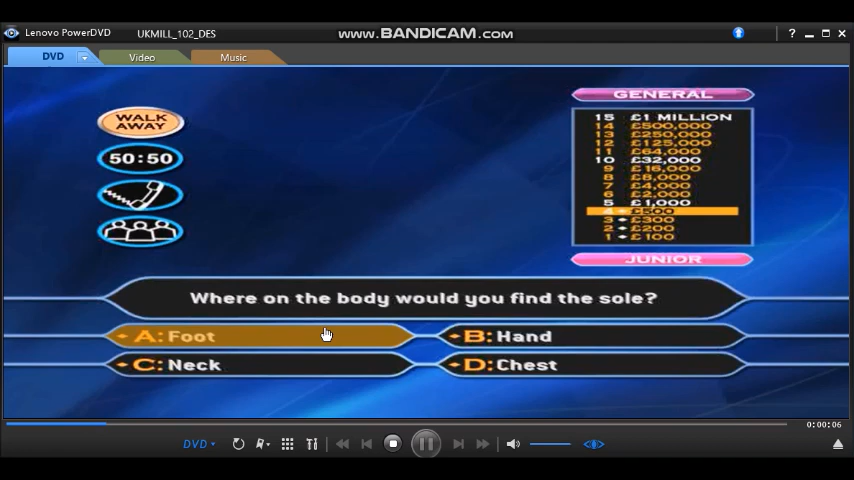 Lenovo PowerDVD
UKMILL_102_DES
www.BANDICAM.com
?
DVD
Video
Music
WALK AWAY
50:50
GENERAL
15 £1 MILLION
14 £500,000
13 £250,000
12 £125,000
11 £64,000
10 £32,000
9 £16,000
8 £8,000
7 £4,000
6 £2,000
5 £1,000
4 £500
3 £300
2 £200
1 £100
JUNIOR
Where on the body would you find the sole?
A: Foot
B: Hand
C: Neck
D: Chest
0:00:06
DVD